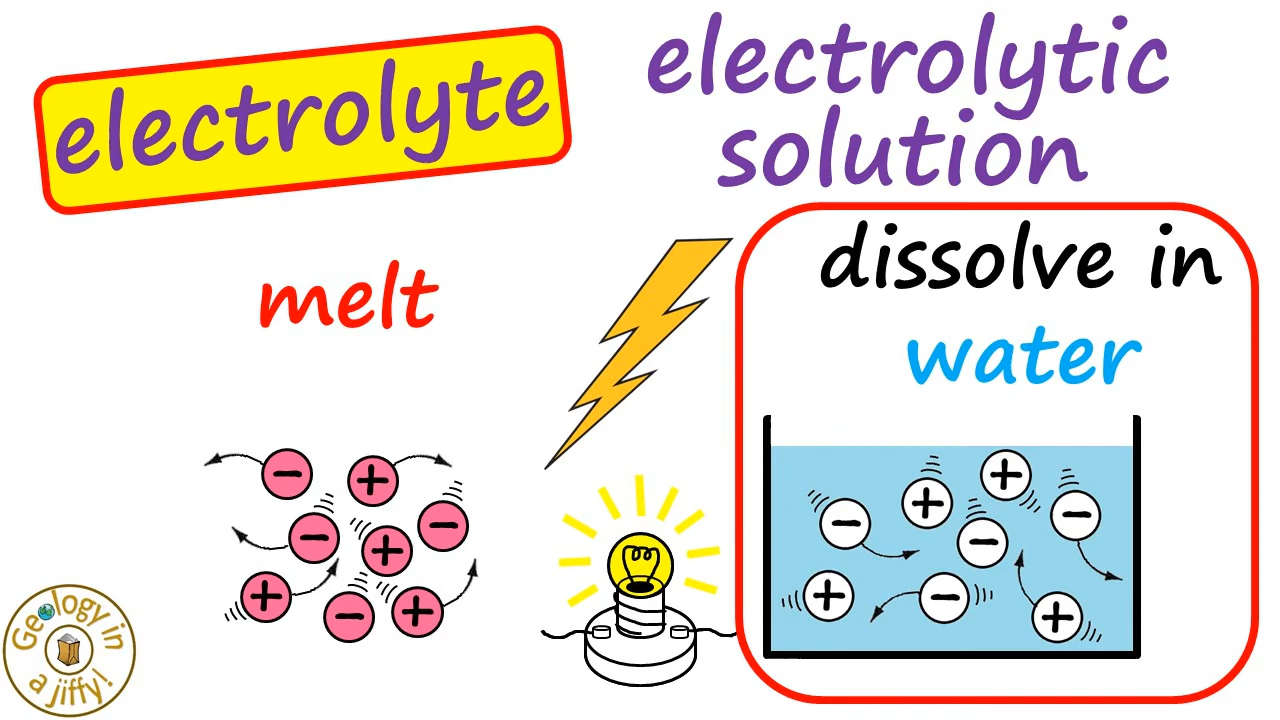 electrolyte
electrolytic
solution
melt
dissolve in
water
− +
− + −
+ − +
+ + −
− −
+ − +
Geology in
a jiffy!